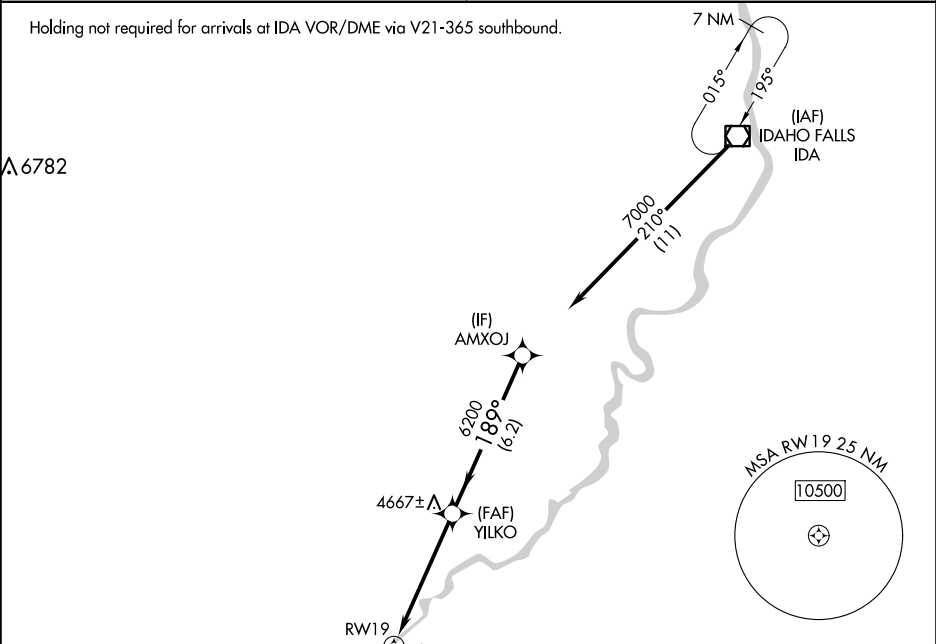 Holding not required for arrivals at IDA VOR/DME via V21-365 southbound.
7 NM
015°
195°
(IAF)
IDAHO FALLS
IDA
6782
7000
210°
(11)
(IF)
AMXOJ
6200
189°
(6.2)
4667±
(FAF)
YILKO
MSA RW19 25 NM
10500
RW19